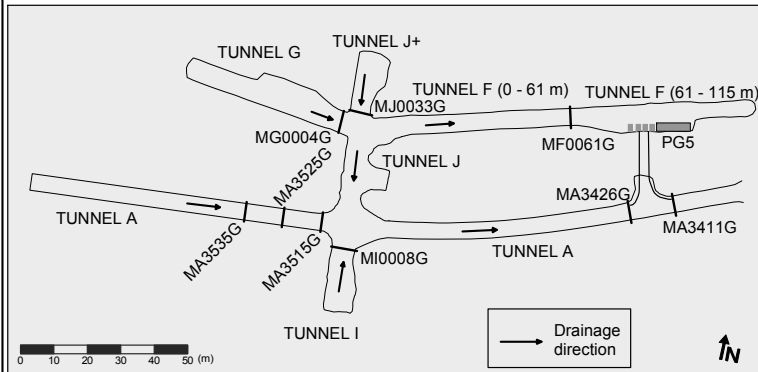 TUNNEL J+
TUNNEL G
TUNNEL F (0 - 61 m)
TUNNEL F (61 - 115 m)
MJ0033G
MG0004G
MF0061G
PG5
MA3525G
TUNNEL J
MA3426G
TUNNEL A
MA3535G
MA3515G
MI0008G
TUNNEL A
MA3411G
TUNNEL I
0 10 20 30 40 50 (m)
Drainage
direction
N